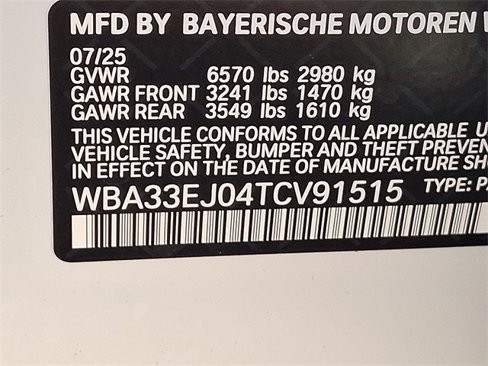 MFD BY BAYERISCHE MOTOREN
07/25
GVWR 6570 lbs 2980 kg
GAWR FRONT 3241 lbs 1470 kg
GAWR REAR 3549 lbs 1610 kg
THIS VEHICLE CONFORMS TO ALL APPLICABLE
VEHICLE SAFETY, BUMPER AND THEFT
IN EFFECT ON THE DATE OF MANUFACTURE
WBA33EJ04TCV91515 TYPE: